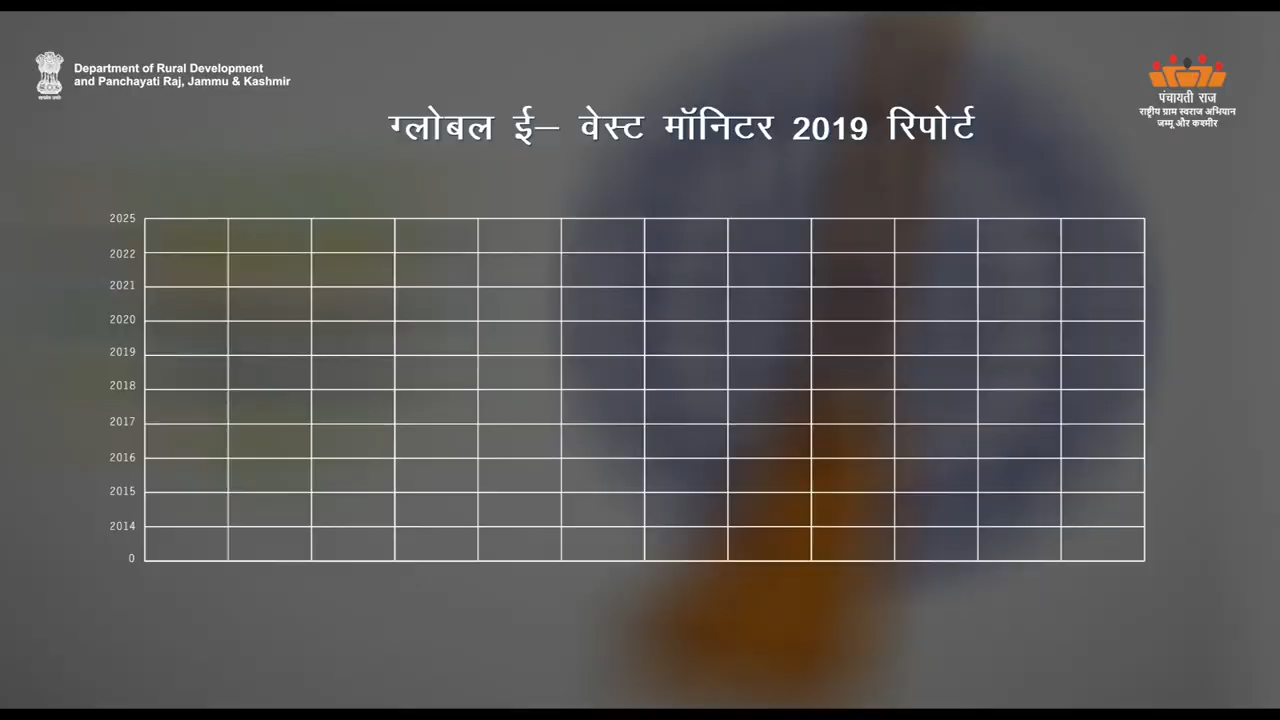 Department of Rural Development
and Panchayati Raj, Jammu & Kashmir
पंचायती राज
राष्ट्रीय ग्राम स्वराज अभियान
जम्मू और कश्मीर
ग्लोबल ई– वेस्ट मॉनिटर 2019 रिपोर्ट
2025
2022
2021
2020
2019
2018
2017
2016
2015
2014
0